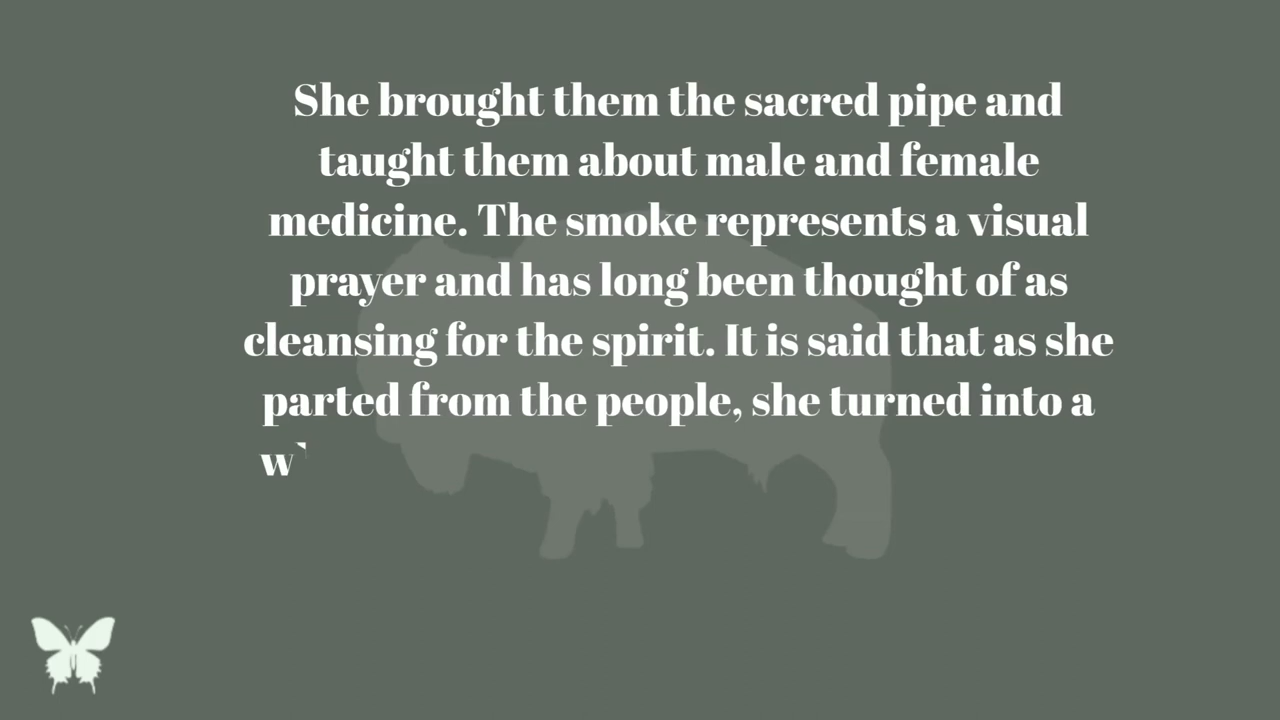 She brought them the sacred pipe and
taught them about male and female
medicine. The smoke represents a visual
prayer and has long been thought of as
cleansing for the spirit. It is said that as she
parted from the people, she turned into a
w